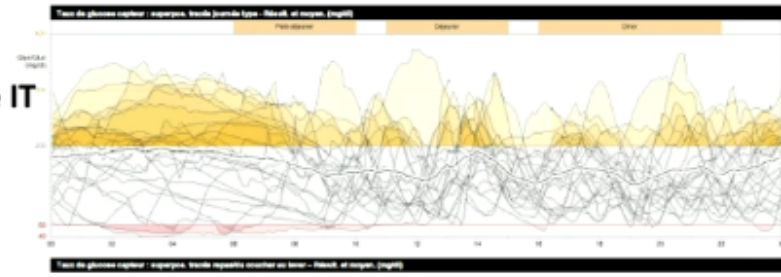 Taux de glucose capteur : superpos. tracés journée type - Résult. et moyen. (mg/dl)
Petit-déjeuner Déjeuner Dîner
IT
00 02 04 06 08 10 12 14 16 18 20 22
Taux de glucose capteur : superpos. tracés repartis coucher au lever – Résult. et moyen. (mg/dl)